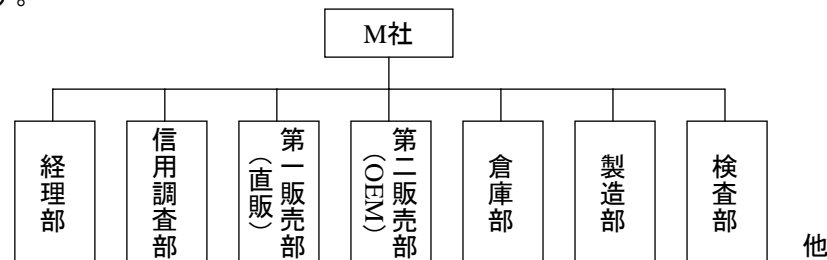 う。
M社
経理部
信用調査部
第一販売部
（直販）
第二販売部
（OEM）
倉庫部
製造部
検査部
他